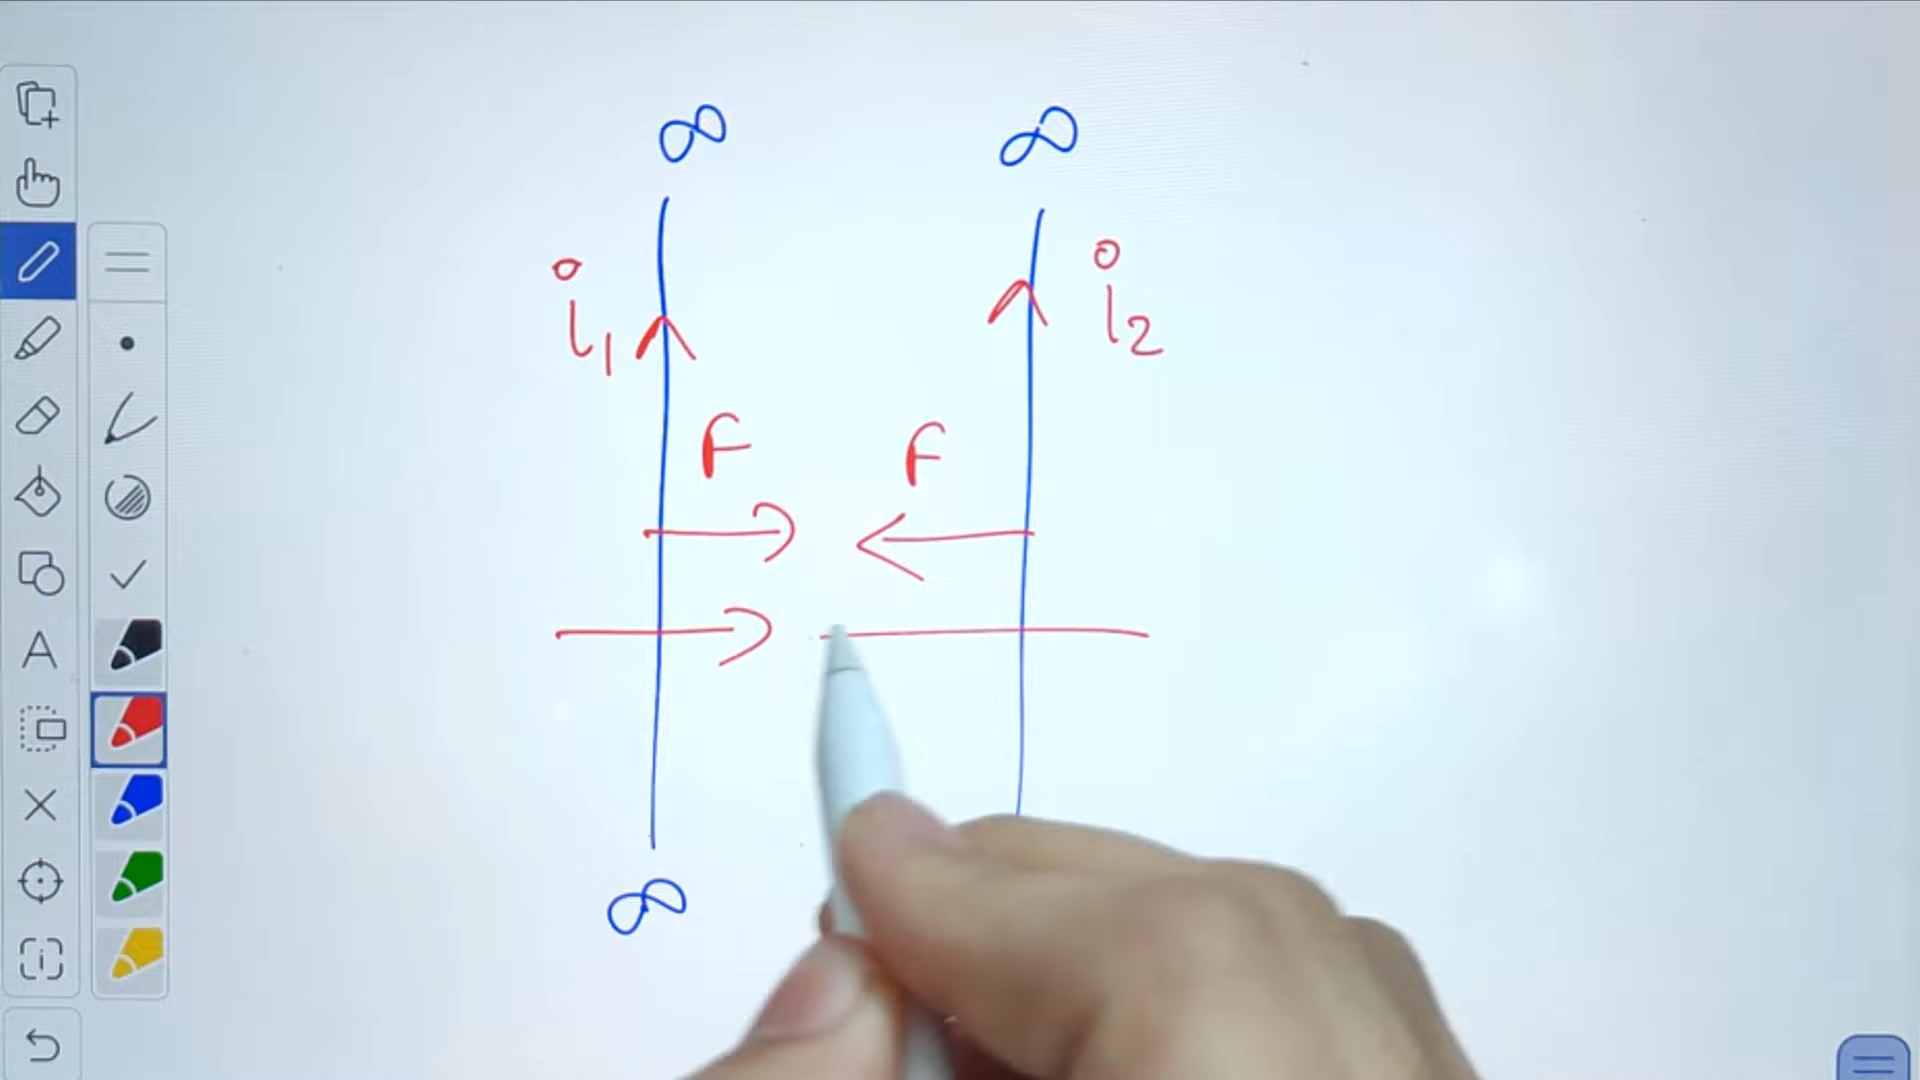 ∞ ∞
i₁ i₂
F F
∞